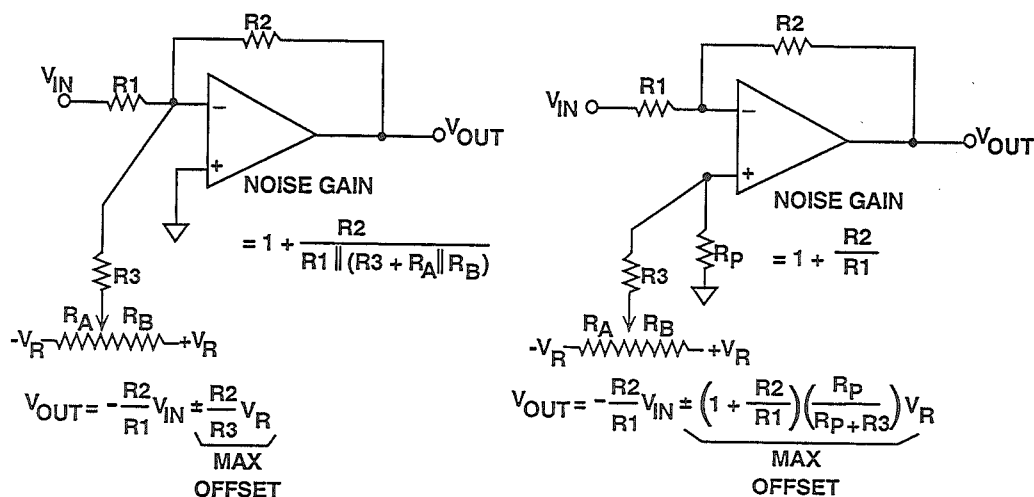 R2
V_IN
R1
−
+
V_OUT
NOISE GAIN
= 1 + R2 / (R1 ∥ (R3 + R_A ∥ R_B))
R3
R_A R_B
-V_R +V_R
V_OUT = - R2/R1 V_IN ± R2/R3 V_R
MAX
OFFSET
R2
V_IN
R1
−
+
V_OUT
NOISE GAIN
= 1 + R2/R1
R3
R_P
R_A R_B
-V_R +V_R
V_OUT = - R2/R1 V_IN ± (1 + R2/R1) (R_P / (R_P + R3)) V_R
MAX
OFFSET